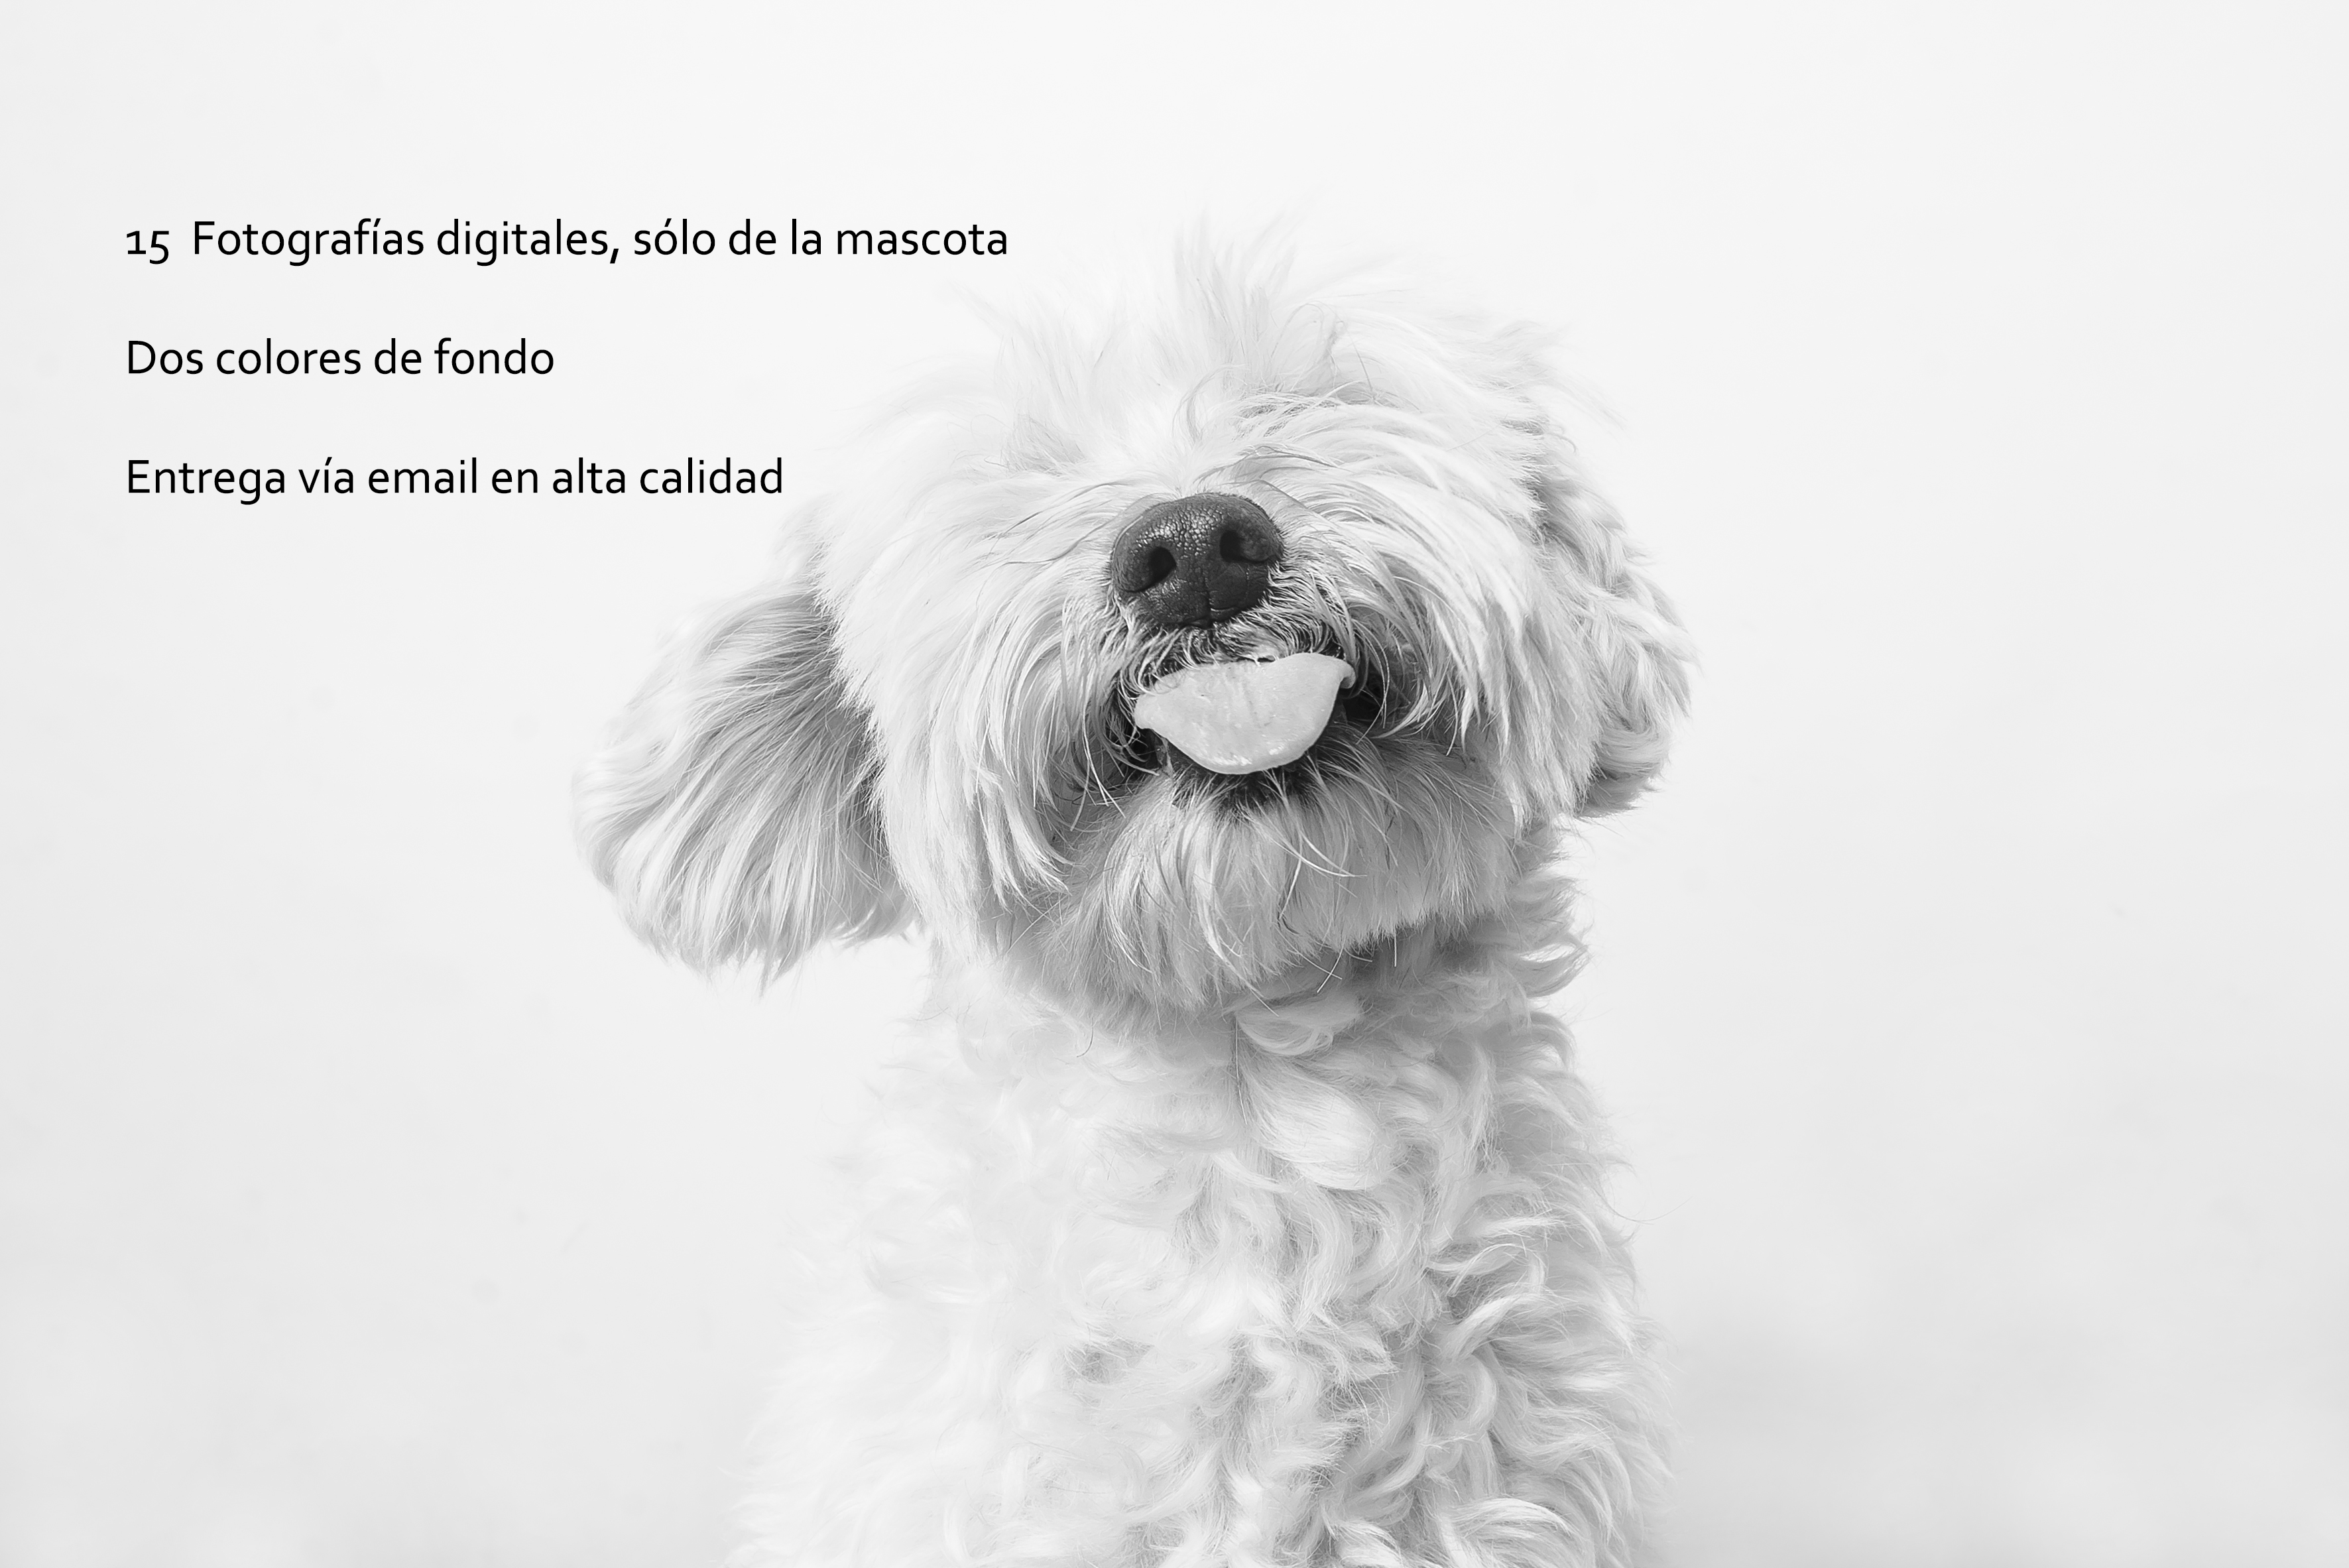 15  Fotografías digitales, sólo de la mascota
Dos colores de fondo
Entrega vía email en alta calidad